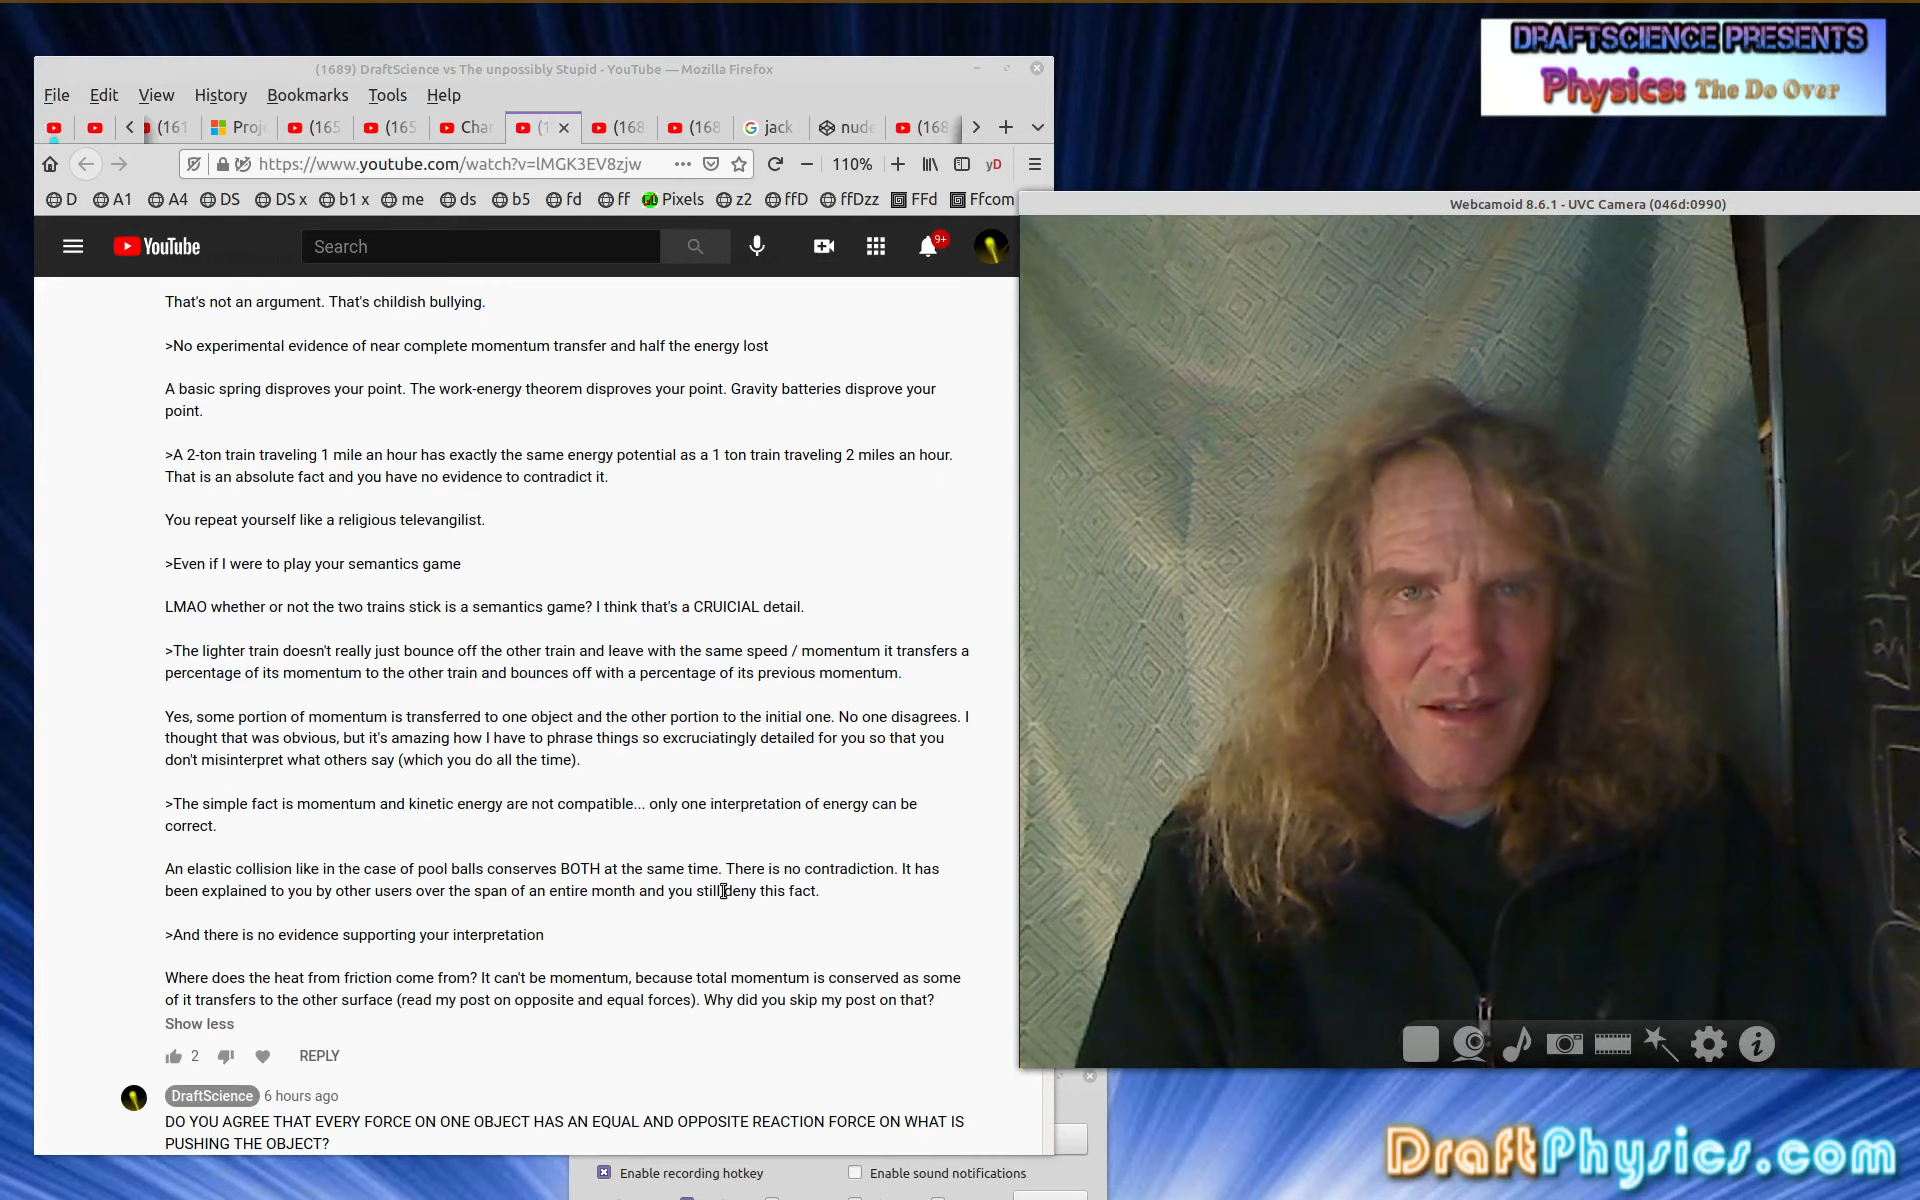 DRAFTSCIENCE PRESENTS
Physics: The Do Over
(1689) DraftScience vs The unpossibly Stupid - YouTube — Mozilla Firefox
File Edit View History Bookmarks Tools Help
(161 Proj (165 (165 Char (1 (168 (168 jack nude (168
https://www.youtube.com/watch?v=lMGK3EV8zjw 110% yD
D A1 A4 DS DS x b1 x me ds b5 fd ff Pixels z2 ffD ffDzz FFd Ffcom
Webcamoid 8.6.1 - UVC Camera (046d:0990)
YouTube Search 9+
That's not an argument. That's childish bullying.
>No experimental evidence of near complete momentum transfer and half the energy lost
A basic spring disproves your point. The work-energy theorem disproves your point. Gravity batteries disprove your
point.
>A 2-ton train traveling 1 mile an hour has exactly the same energy potential as a 1 ton train traveling 2 miles an hour.
That is an absolute fact and you have no evidence to contradict it.
You repeat yourself like a religious televangilist.
>Even if I were to play your semantics game
LMAO whether or not the two trains stick is a semantics game? I think that's a CRUICIAL detail.
>The lighter train doesn't really just bounce off the other train and leave with the same speed / momentum it transfers a
percentage of its momentum to the other train and bounces off with a percentage of its previous momentum.
Yes, some portion of momentum is transferred to one object and the other portion to the initial one. No one disagrees. I
thought that was obvious, but it's amazing how I have to phrase things so excruciatingly detailed for you so that you
don't misinterpret what others say (which you do all the time).
>The simple fact is momentum and kinetic energy are not compatible... only one interpretation of energy can be
correct.
An elastic collision like in the case of pool balls conserves BOTH at the same time. There is no contradiction. It has
been explained to you by other users over the span of an entire month and you still deny this fact.
>And there is no evidence supporting your interpretation
Where does the heat from friction come from? It can't be momentum, because total momentum is conserved as some
of it transfers to the other surface (read my post on opposite and equal forces). Why did you skip my post on that?
Show less
2 REPLY
DraftScience 6 hours ago
DO YOU AGREE THAT EVERY FORCE ON ONE OBJECT HAS AN EQUAL AND OPPOSITE REACTION FORCE ON WHAT IS
PUSHING THE OBJECT?
Enable recording hotkey Enable sound notifications
DraftPhysics.com